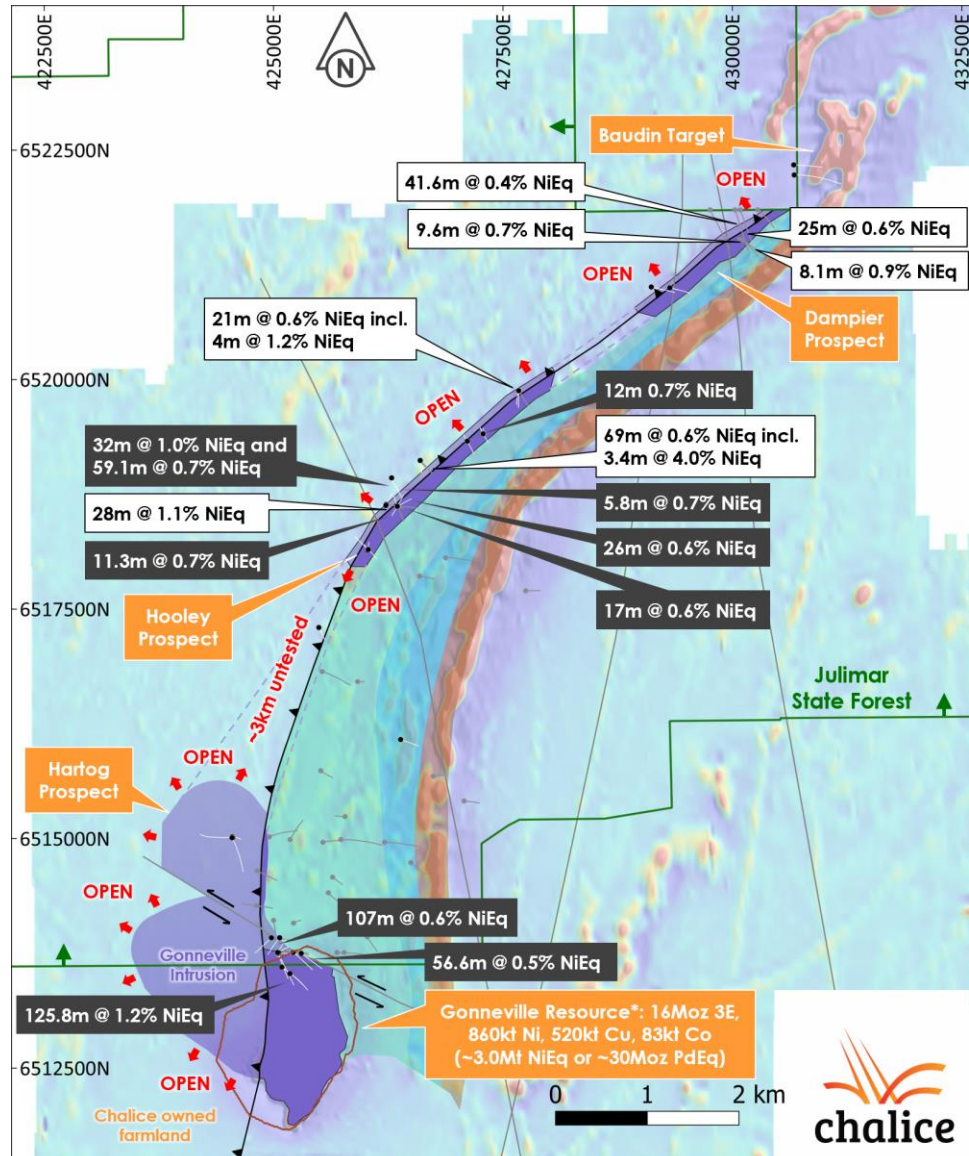 422500E
425000E
427500E
430000E
432500E
N
6522500N
6520000N
6517500N
6515000N
6512500N
Baudin Target
OPEN
41.6m @ 0.4% NiEq
9.6m @ 0.7% NiEq
25m @ 0.6% NiEq
8.1m @ 0.9% NiEq
OPEN
Dampier
Prospect
21m @ 0.6% NiEq incl.
4m @ 1.2% NiEq
OPEN
12m 0.7% NiEq
32m @ 1.0% NiEq and
59.1m @ 0.7% NiEq
69m @ 0.6% NiEq incl.
3.4m @ 4.0% NiEq
28m @ 1.1% NiEq
5.8m @ 0.7% NiEq
11.3m @ 0.7% NiEq
26m @ 0.6% NiEq
OPEN
17m @ 0.6% NiEq
Hooley
Prospect
~3km untested
Julimar
State Forest
OPEN
Hartog
Prospect
OPEN
107m @ 0.6% NiEq
Gonneville
Intrusion
56.6m @ 0.5% NiEq
125.8m @ 1.2% NiEq
Gonneville Resource*: 16Moz 3E,
860kt Ni, 520kt Cu, 83kt Co
(~3.0Mt NiEq or ~30Moz PdEq)
OPEN
Chalice owned
farmland
0 1 2 km
chalice